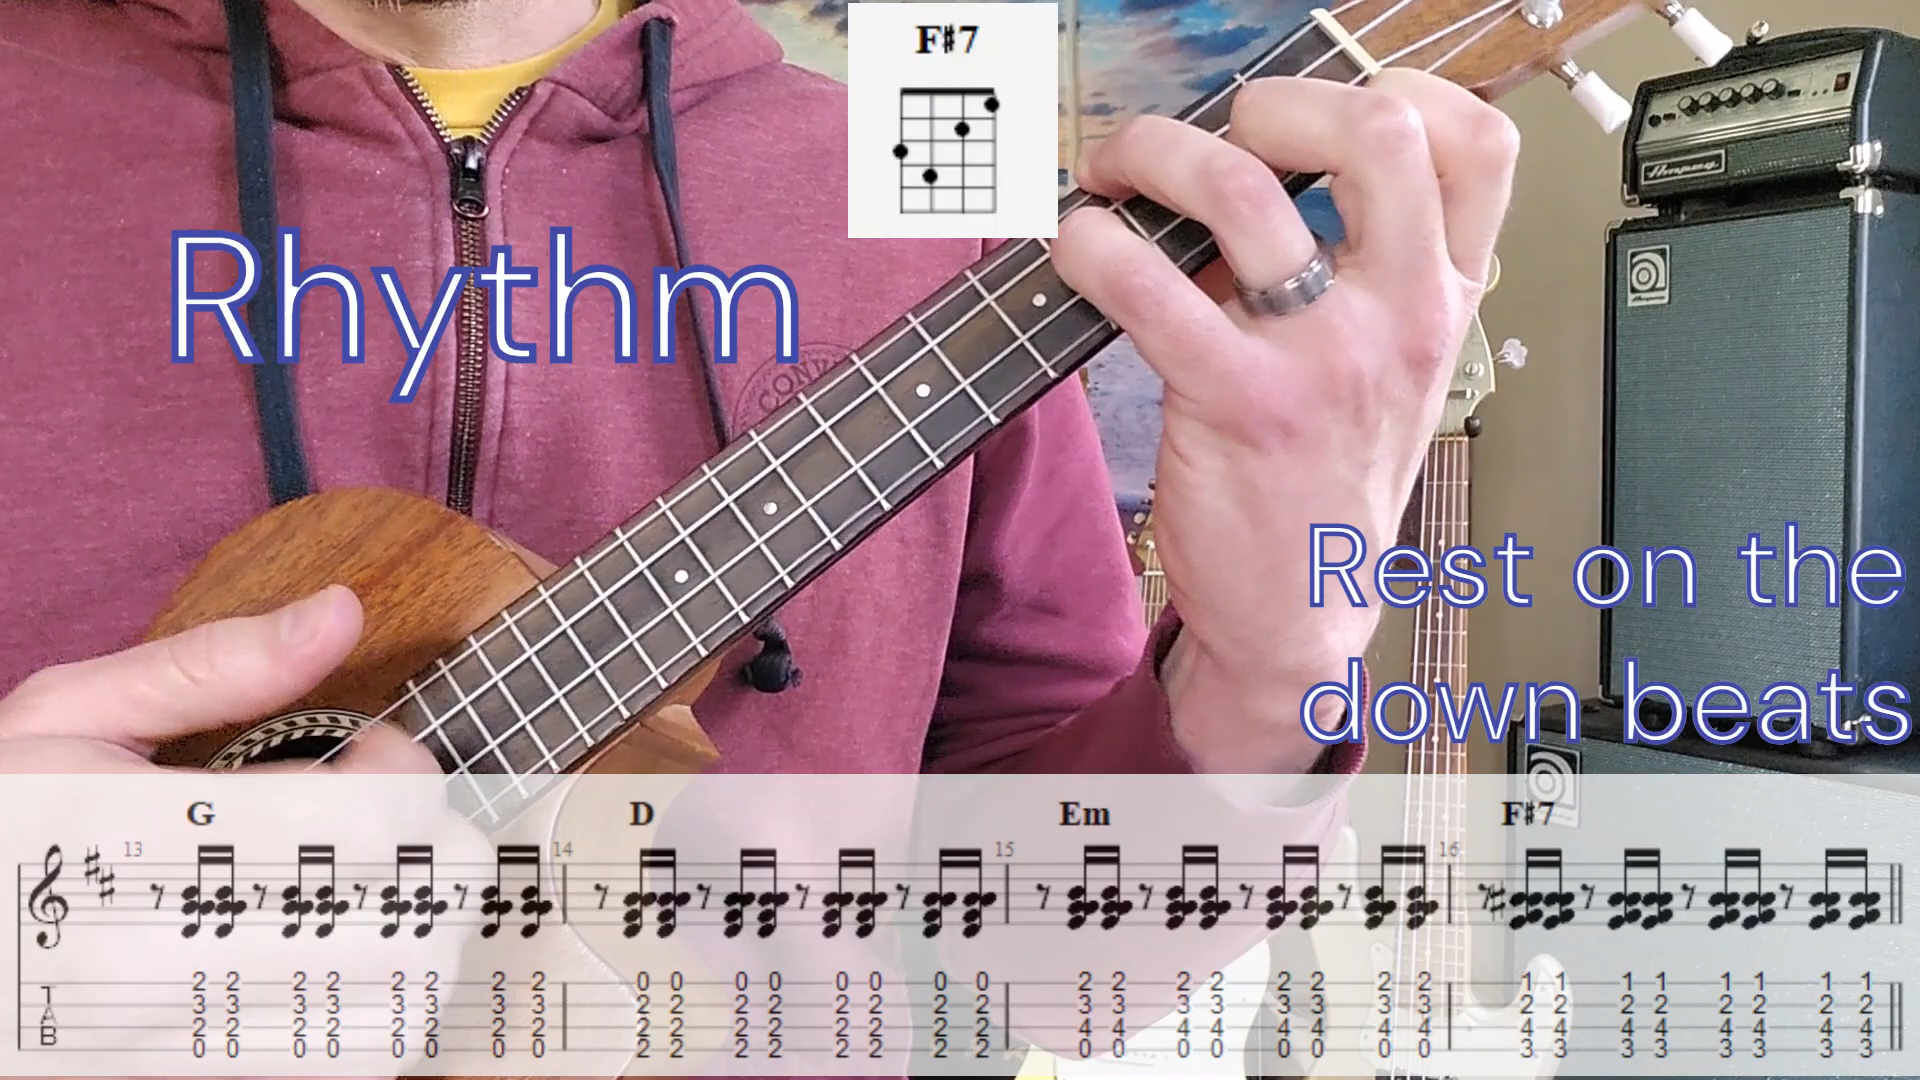 F#7
Rhythm
CONV
Ampeg
Ampeg
Rest on the
down beats
G D Em F#7
13 14 15 16
T 2 2 2 2 2 2 2 2 0 0 0 0 0 0 0 0 2 2 2 2 2 2 2 2 1 1 1 1 1 1 1 1
A 3 3 3 3 3 3 3 3 2 2 2 2 2 2 2 2 3 3 3 3 3 3 3 3 2 2 2 2 2 2 2 2
B 2 2 2 2 2 2 2 2 2 2 2 2 2 2 2 2 4 4 4 4 4 4 4 4 4 4 4 4 4 4 4 4
0 0 0 0 0 0 0 0 2 2 2 2 2 2 2 2 0 0 0 0 0 0 0 0 3 3 3 3 3 3 3 3